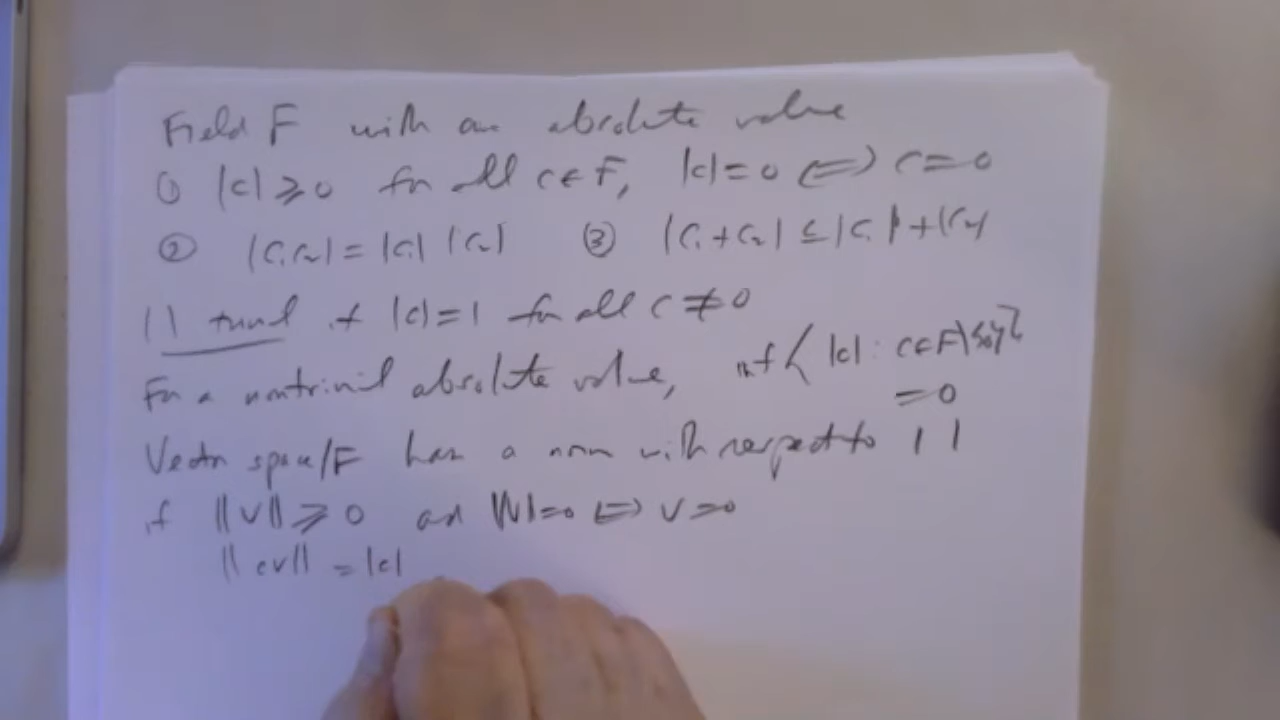 Field F with an absolute value
① |c| ≥ 0 for all c ∈ F, |c| = 0 ⇔ c = 0
② |c₁c₂| = |c₁| |c₂| ③ |c₁ + c₂| ≤ |c₁| + |c₂|
| | trivial if |c| = 1 for all c ≠ 0
For a nontrivial absolute value, inf { |c| : c ∈ F\{0}}
= 0
Vector space/F has a norm with respect to | |
if ||v|| ≥ 0 and ||v|| = 0 ⇔ v = 0
||cv|| = |c|